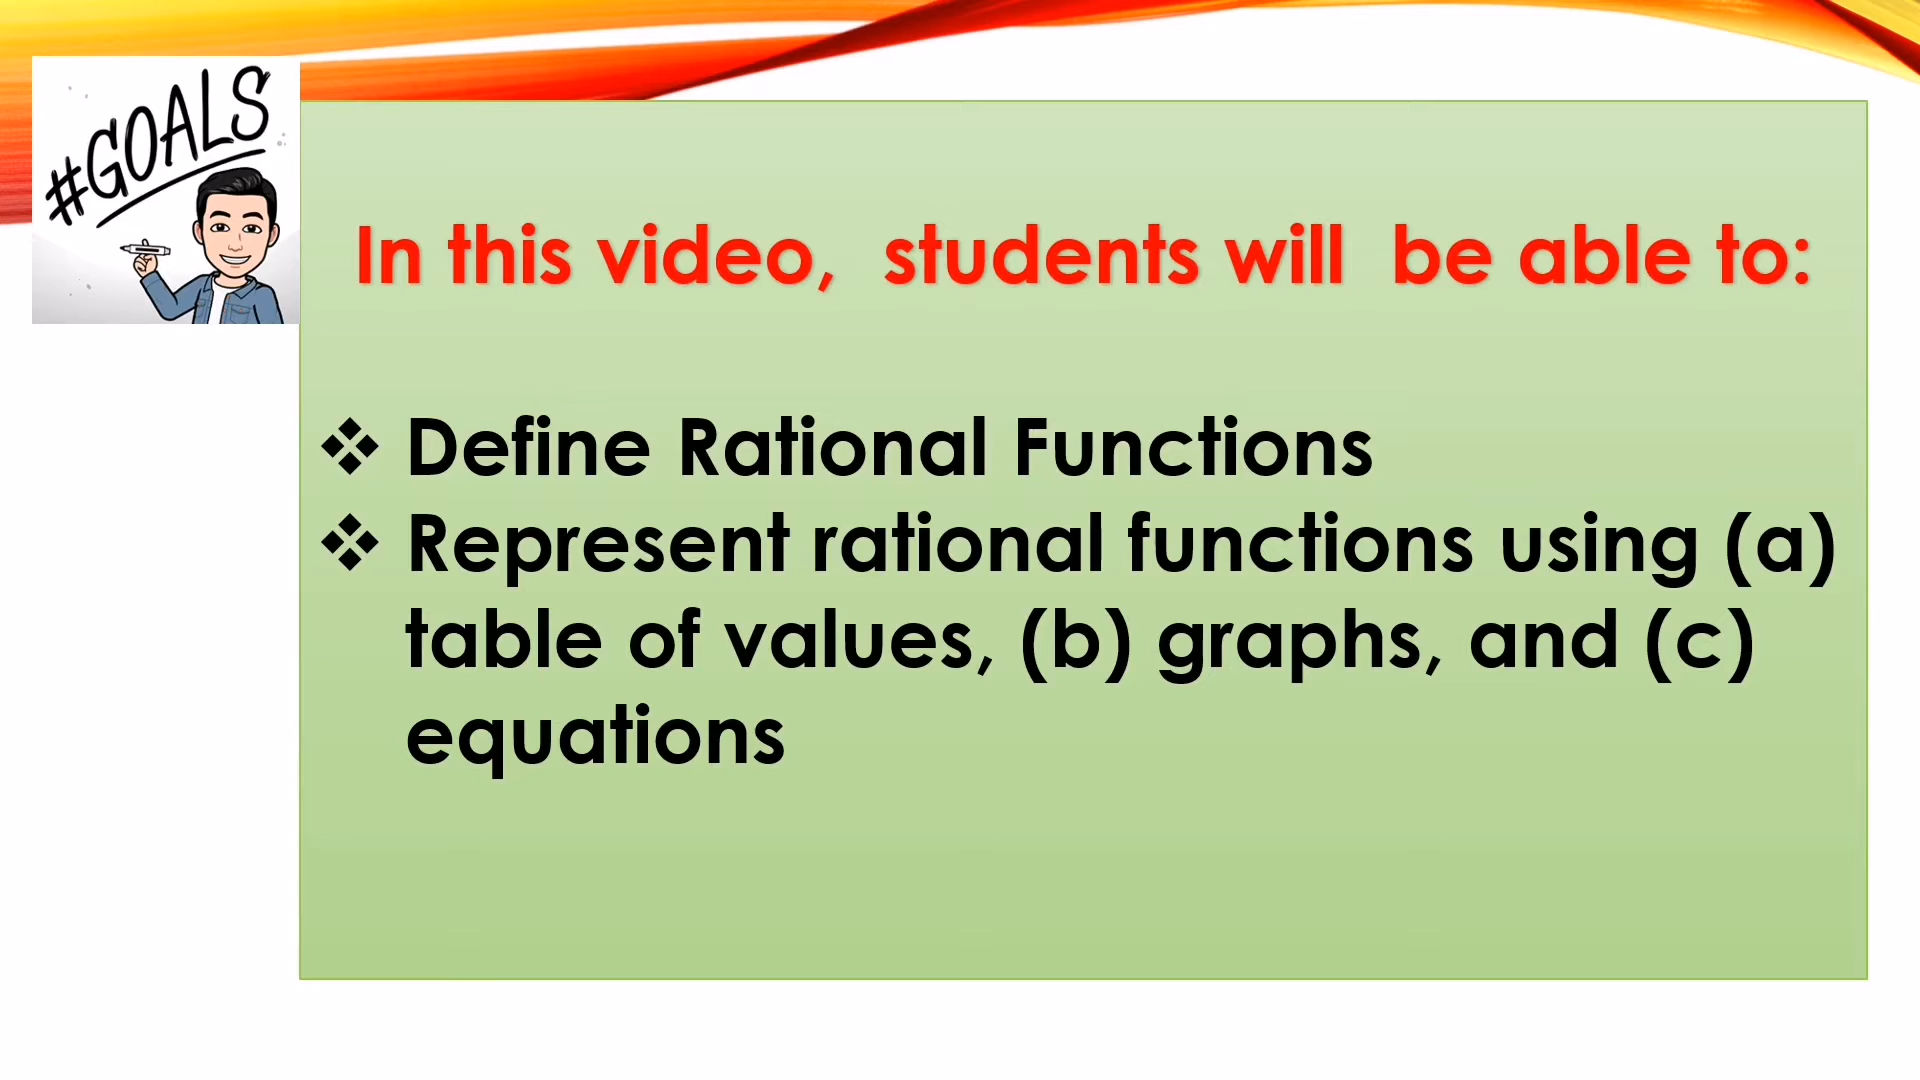 #GOALS
In this video, students will be able to:
❖ Define Rational Functions
❖ Represent rational functions using (a)
table of values, (b) graphs, and (c)
equations